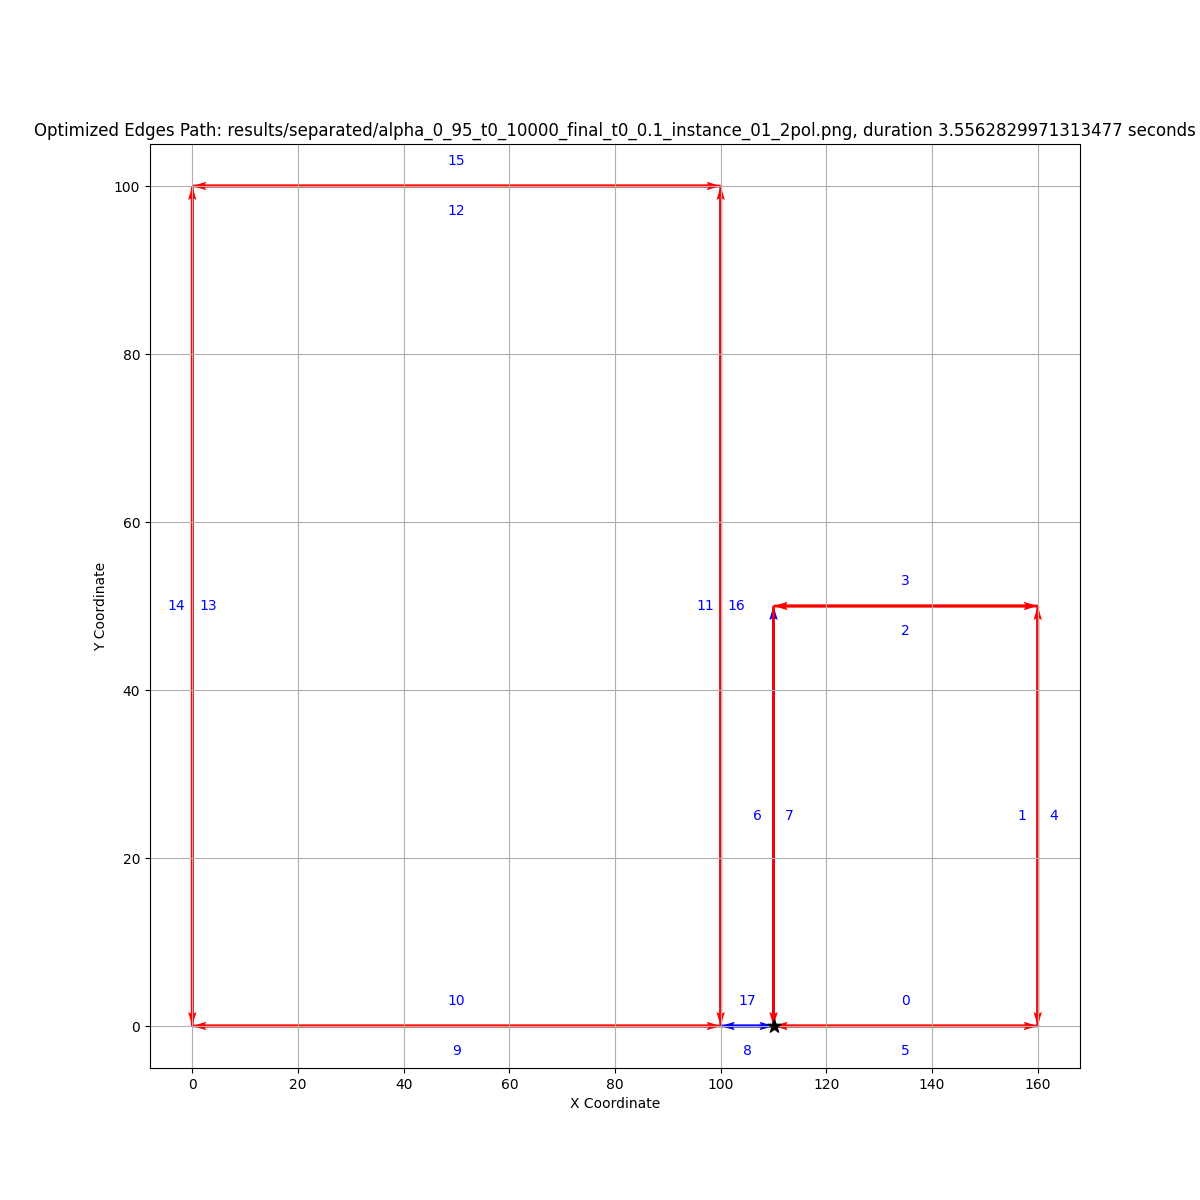 Optimized Edges Path: results/separated/alpha_0_95_t0_10000_final_t0_0.1_instance_01_2pol.png, duration 3.5562829971313477 seconds
15
100
12
80
60
3
14 13 11 16
2
Y Coordinate
40
6 7 1 4
20
10 17 0
0
9 8 5
0 20 40 60 80 100 120 140 160
X Coordinate